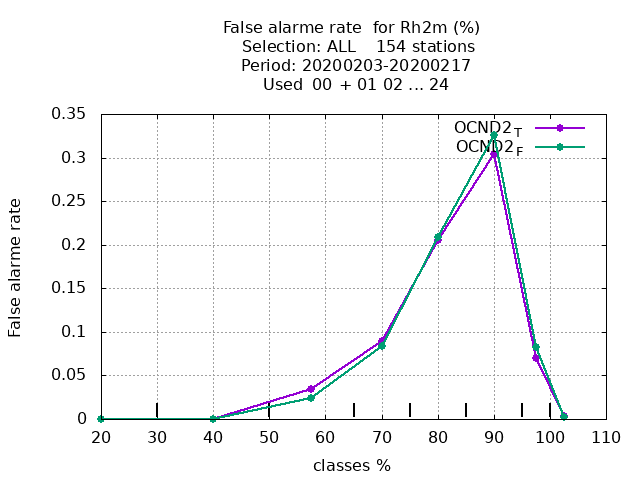 False alarme rate  for Rh2m (%)
Selection: ALL    154 stations
Period: 20200203-20200217
Used  00 + 01 02 ... 24
False alarme rate
0.35
0.3
0.25
0.2
0.15
0.1
0.05
0
OCND2T
OCND2F
20 30 40 50 60 70 80 90 100 110
classes %